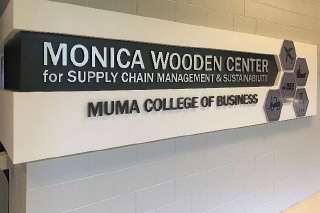 MONICA WOODEN CENTER
for SUPPLY CHAIN MANAGEMENT & SUSTAINABILITY
MUMA COLLEGE OF BUSINESS